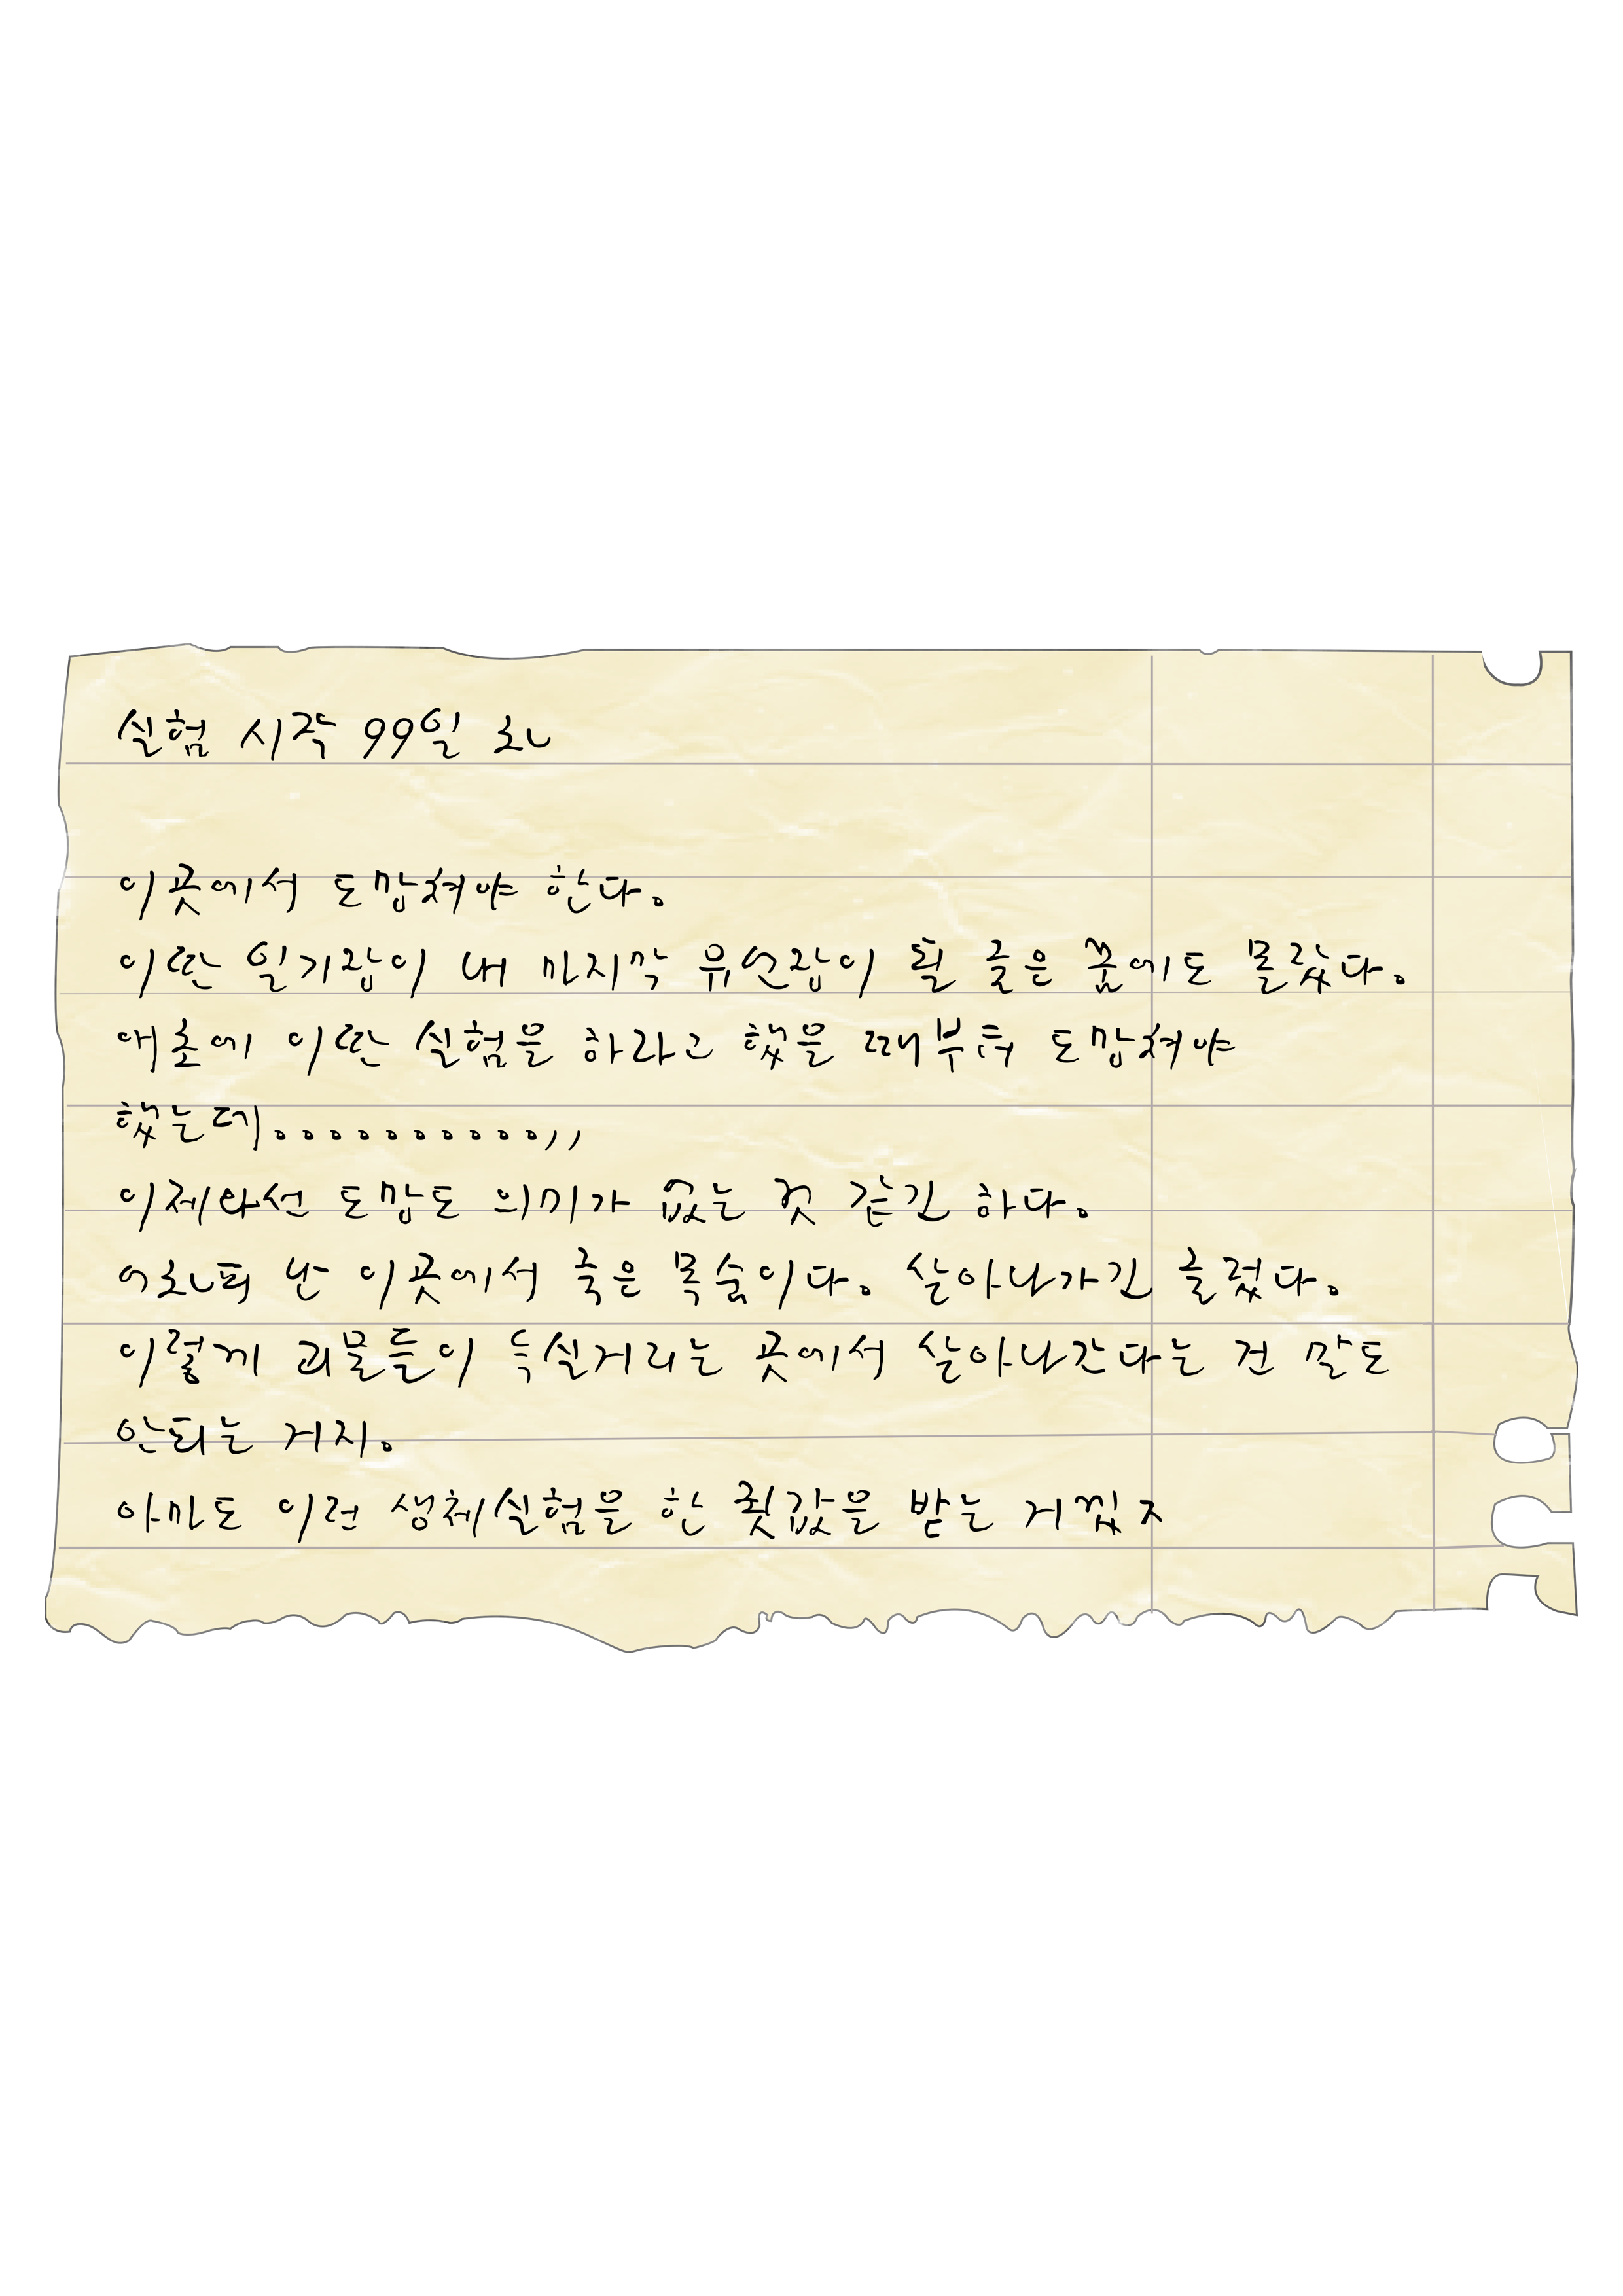 실험 시작 99일 차
이곳에서 도망쳐야 한다.
이딴 일기장이 내 마지막 유언장이 될 줄은 꿈에도 몰랐다.
애초에 이딴 실험을 하라고 했을 때부터 도망쳐야
했는데...........,,
이제와선 도망도 의미가 없는 것 같긴 하다.
어차피 난 이곳에서 죽은 목숨이다. 살아나가긴 글렀다.
이렇게 괴물들이 득실거리는 곳에서 살아나간다는 건 말도
안되는 거지.
아마도 이런 생체실험을 한 죗값을 받는 거겠ㅈ